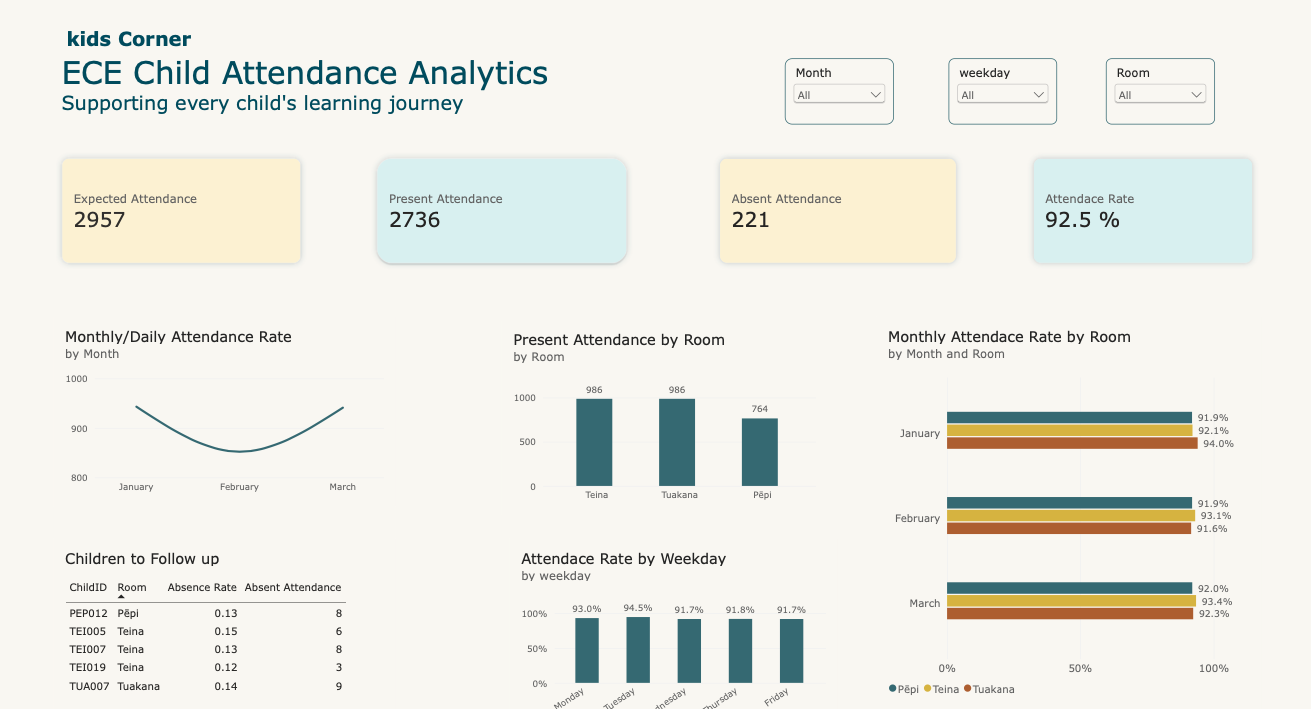 kids Corner
ECE Child Attendance Analytics
Supporting every child's learning journey
Month
All
weekday
All
Room
All
Expected Attendance
2957
Present Attendance
2736
Absent Attendance
221
Attendace Rate
92.5 %
Monthly/Daily Attendance Rate
by Month
1000
900
800
January February March
Present Attendance by Room
by Room
1000
500
0
986 986 764
Teina Tuakana Pēpi
Monthly Attendace Rate by Room
by Month and Room
January
91.9%
92.1%
94.0%
February
91.9%
93.1%
91.6%
March
92.0%
93.4%
92.3%
0% 50% 100%
Pēpi Teina Tuakana
Children to Follow up
ChildID Room Absence Rate Absent Attendance
PEP012 Pēpi 0.13 8
TEI005 Teina 0.15 6
TEI007 Teina 0.13 8
TEI019 Teina 0.12 3
TUA007 Tuakana 0.14 9
Attendace Rate by Weekday
by weekday
100%
50%
0%
93.0% 94.5% 91.7% 91.8% 91.7%
Monday Tuesday Friday